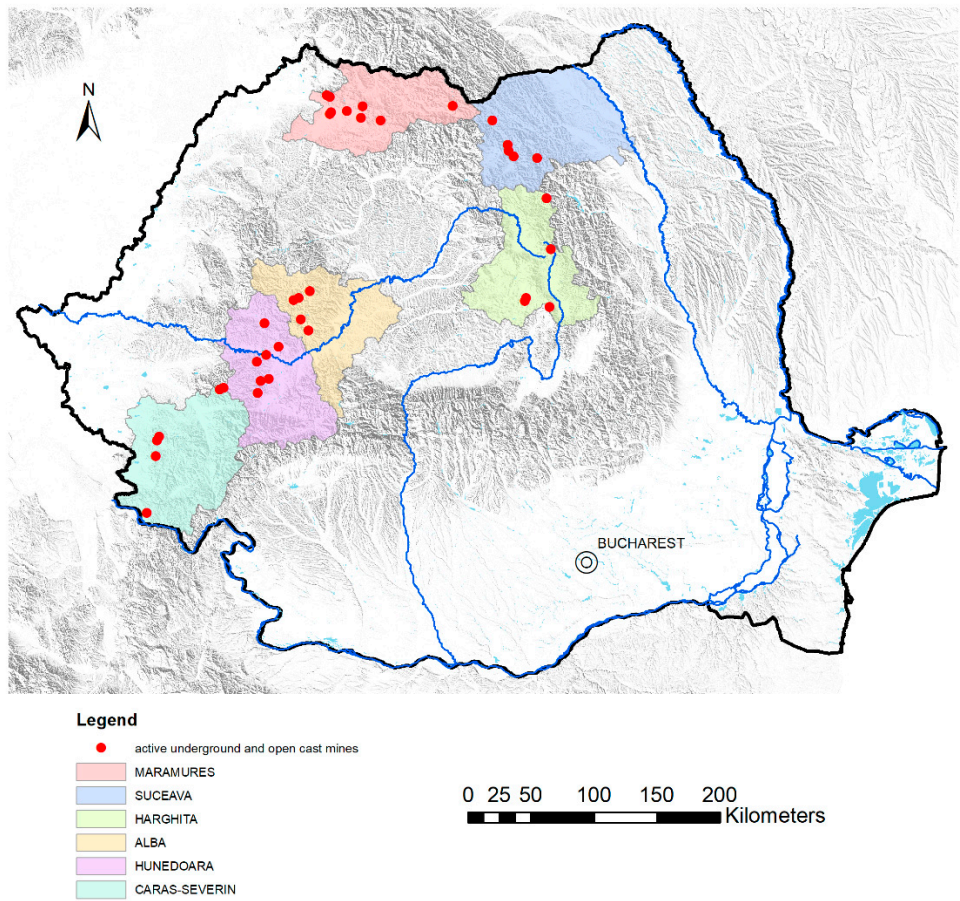 N
BUCHAREST
Legend
active underground and open cast mines
MARAMURES
SUCEAVA
HARGHITA
ALBA
HUNEDOARA
CARAS-SEVERIN
0 25 50 100 150 200
Kilometers